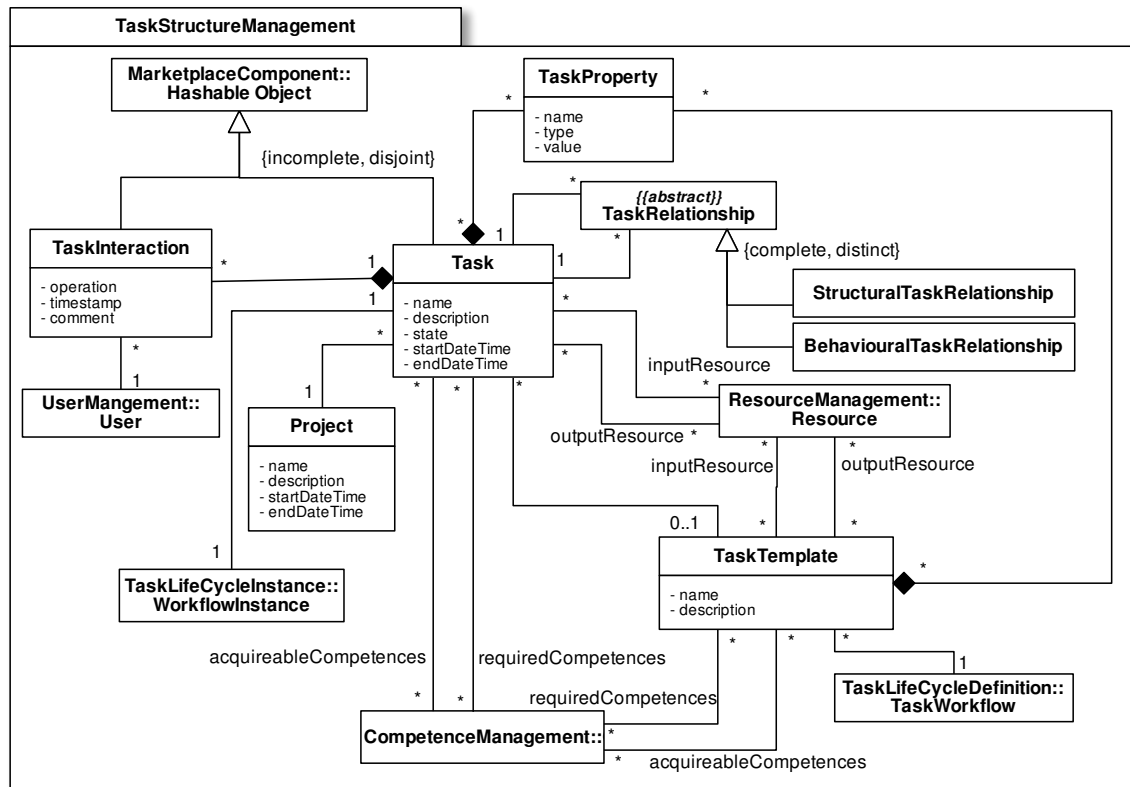 TaskStructureManagement
MarketplaceComponent::
Hashable Object
{incomplete, disjoint}
TaskProperty
- name
- type
- value
*
*
*
{{abstract}}
TaskRelationship
*
*
1
1
{complete, distinct}
StructuralTaskRelationship
BehaviouralTaskRelationship
TaskInteraction
- operation
- timestamp
- comment
*
1
*
1
UserMangement::
User
Task
- name
- description
- state
- startDateTime
- endDateTime
1
*
1
Project
- name
- description
- startDateTime
- endDateTime
*
inputResource
*
*
outputResource *
ResourceManagement::
Resource
*
*
inputResource
outputResource
*
*
*
*
*
0..1
1
TaskLifeCycleInstance::
WorkflowInstance
TaskTemplate
- name
- description
*
acquireableCompetences
requiredCompetences
*
*
*
*
*
1
requiredCompetences
TaskLifeCycleDefinition::
TaskWorkflow
CompetenceManagement::
*
*
acquireableCompetences